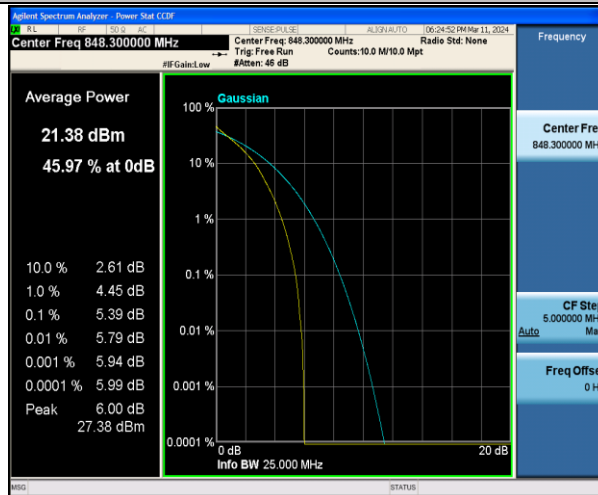 Agilent Spectrum Analyzer - Power Stat CCDF
RL RF 50 Ω AC SENSE:PULSE ALIGN AUTO 06:24:52 PM Mar 11, 2024
Center Freq 848.300000 MHz
Center Freq: 848.300000 MHz Radio Std: None
Trig: Free Run Counts:10.0 M/10.0 Mpt
#IFGain:Low #Atten: 46 dB
Frequency
Average Power
21.38 dBm
45.97 % at 0dB
10.0 % 2.61 dB
1.0 % 4.45 dB
0.1 % 5.39 dB
0.01 % 5.79 dB
0.001 % 5.94 dB
0.0001 % 5.99 dB
Peak 6.00 dB
27.38 dBm
100 % Gaussian
10 %
1 %
0.1 %
0.01 %
0.001 %
0.0001 %
0 dB 20 dB
Info BW 25.000 MHz
Center Fre
848.300000 MH
CF Ste
5.000000 MH
Auto Ma
Freq Offse
0 H
MSG STATUS